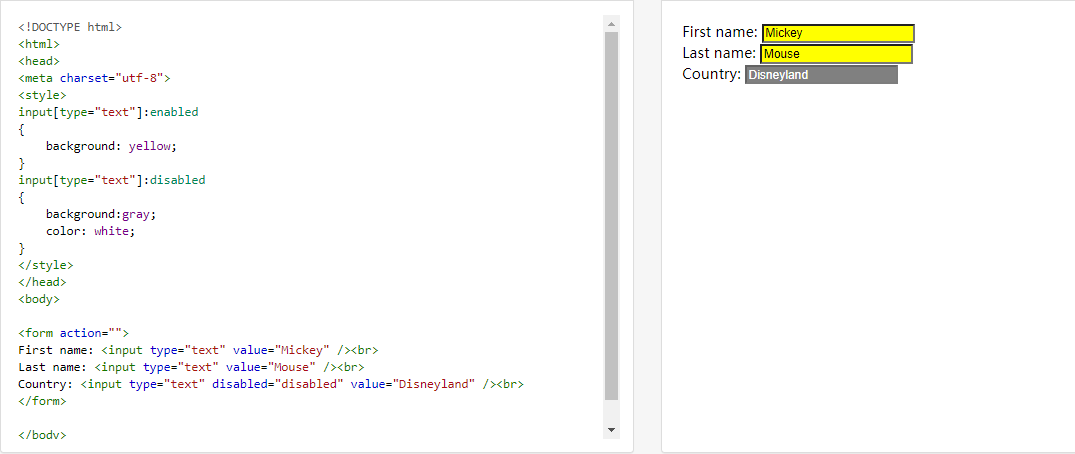 <!DOCTYPE html>
<html>
<head>
<meta charset="utf-8">
<style>
input[type="text"]:enabled
{
    background: yellow;
}
input[type="text"]:disabled
{
    background:gray;
    color: white;
}
</style>
</head>
<body>

<form action="">
First name: <input type="text" value="Mickey" /><br>
Last name: <input type="text" value="Mouse" /><br>
Country: <input type="text" disabled="disabled" value="Disneyland" /><br>
</form>

</body>
First name: Mickey
Last name: Mouse
Country: Disneyland